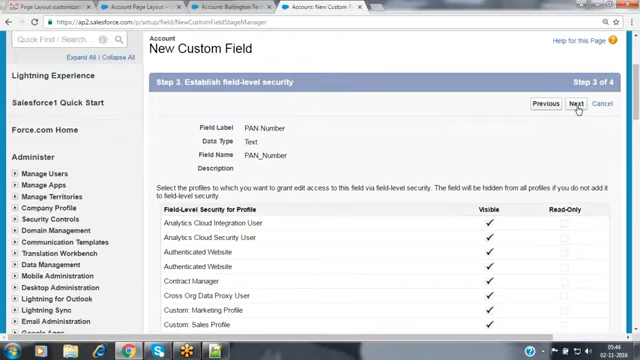 Page Layout.customiza
Account Page Layout -
Account: Burlington Text
Account: New Custom Field
https://ap2.salesforce.com/p/setup/field/NewCustomFieldStageManager
Quick Find / Search...
Expand All | Collapse All
Lightning Experience
Salesforce1 Quick Start
Force.com Home
Administer
Manage Users
Manage Apps
Manage Territories
Company Profile
Security Controls
Domain Management
Communication Templates
Translation Workbench
Data Management
Mobile Administration
Desktop Administration
Lightning for Outlook
Lightning Sync
Email Administration
Google Apps
Account
New Custom Field
Help for this Page
Step 3. Establish field-level security
Step 3 of 4
Previous Next Cancel
Field Label PAN Number
Data Type Text
Field Name PAN_Number
Description
Select the profiles to which you want to grant edit access to this field via field-level security. The field will be hidden from all profiles if you do not add it
to field-level security.
Field-Level Security for Profile Visible Read-Only
Analytics Cloud Integration User
Analytics Cloud Security User
Authenticated Website
Authenticated Website
Contract Manager
Cross Org Data Proxy User
Custom: Marketing Profile
Custom: Sales Profile
05:44
02-11-2016